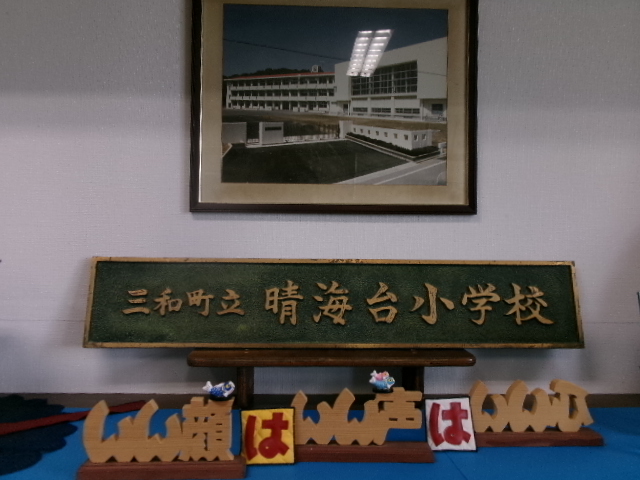 三和町立 晴海台小学校
いい顔はいい声はいい